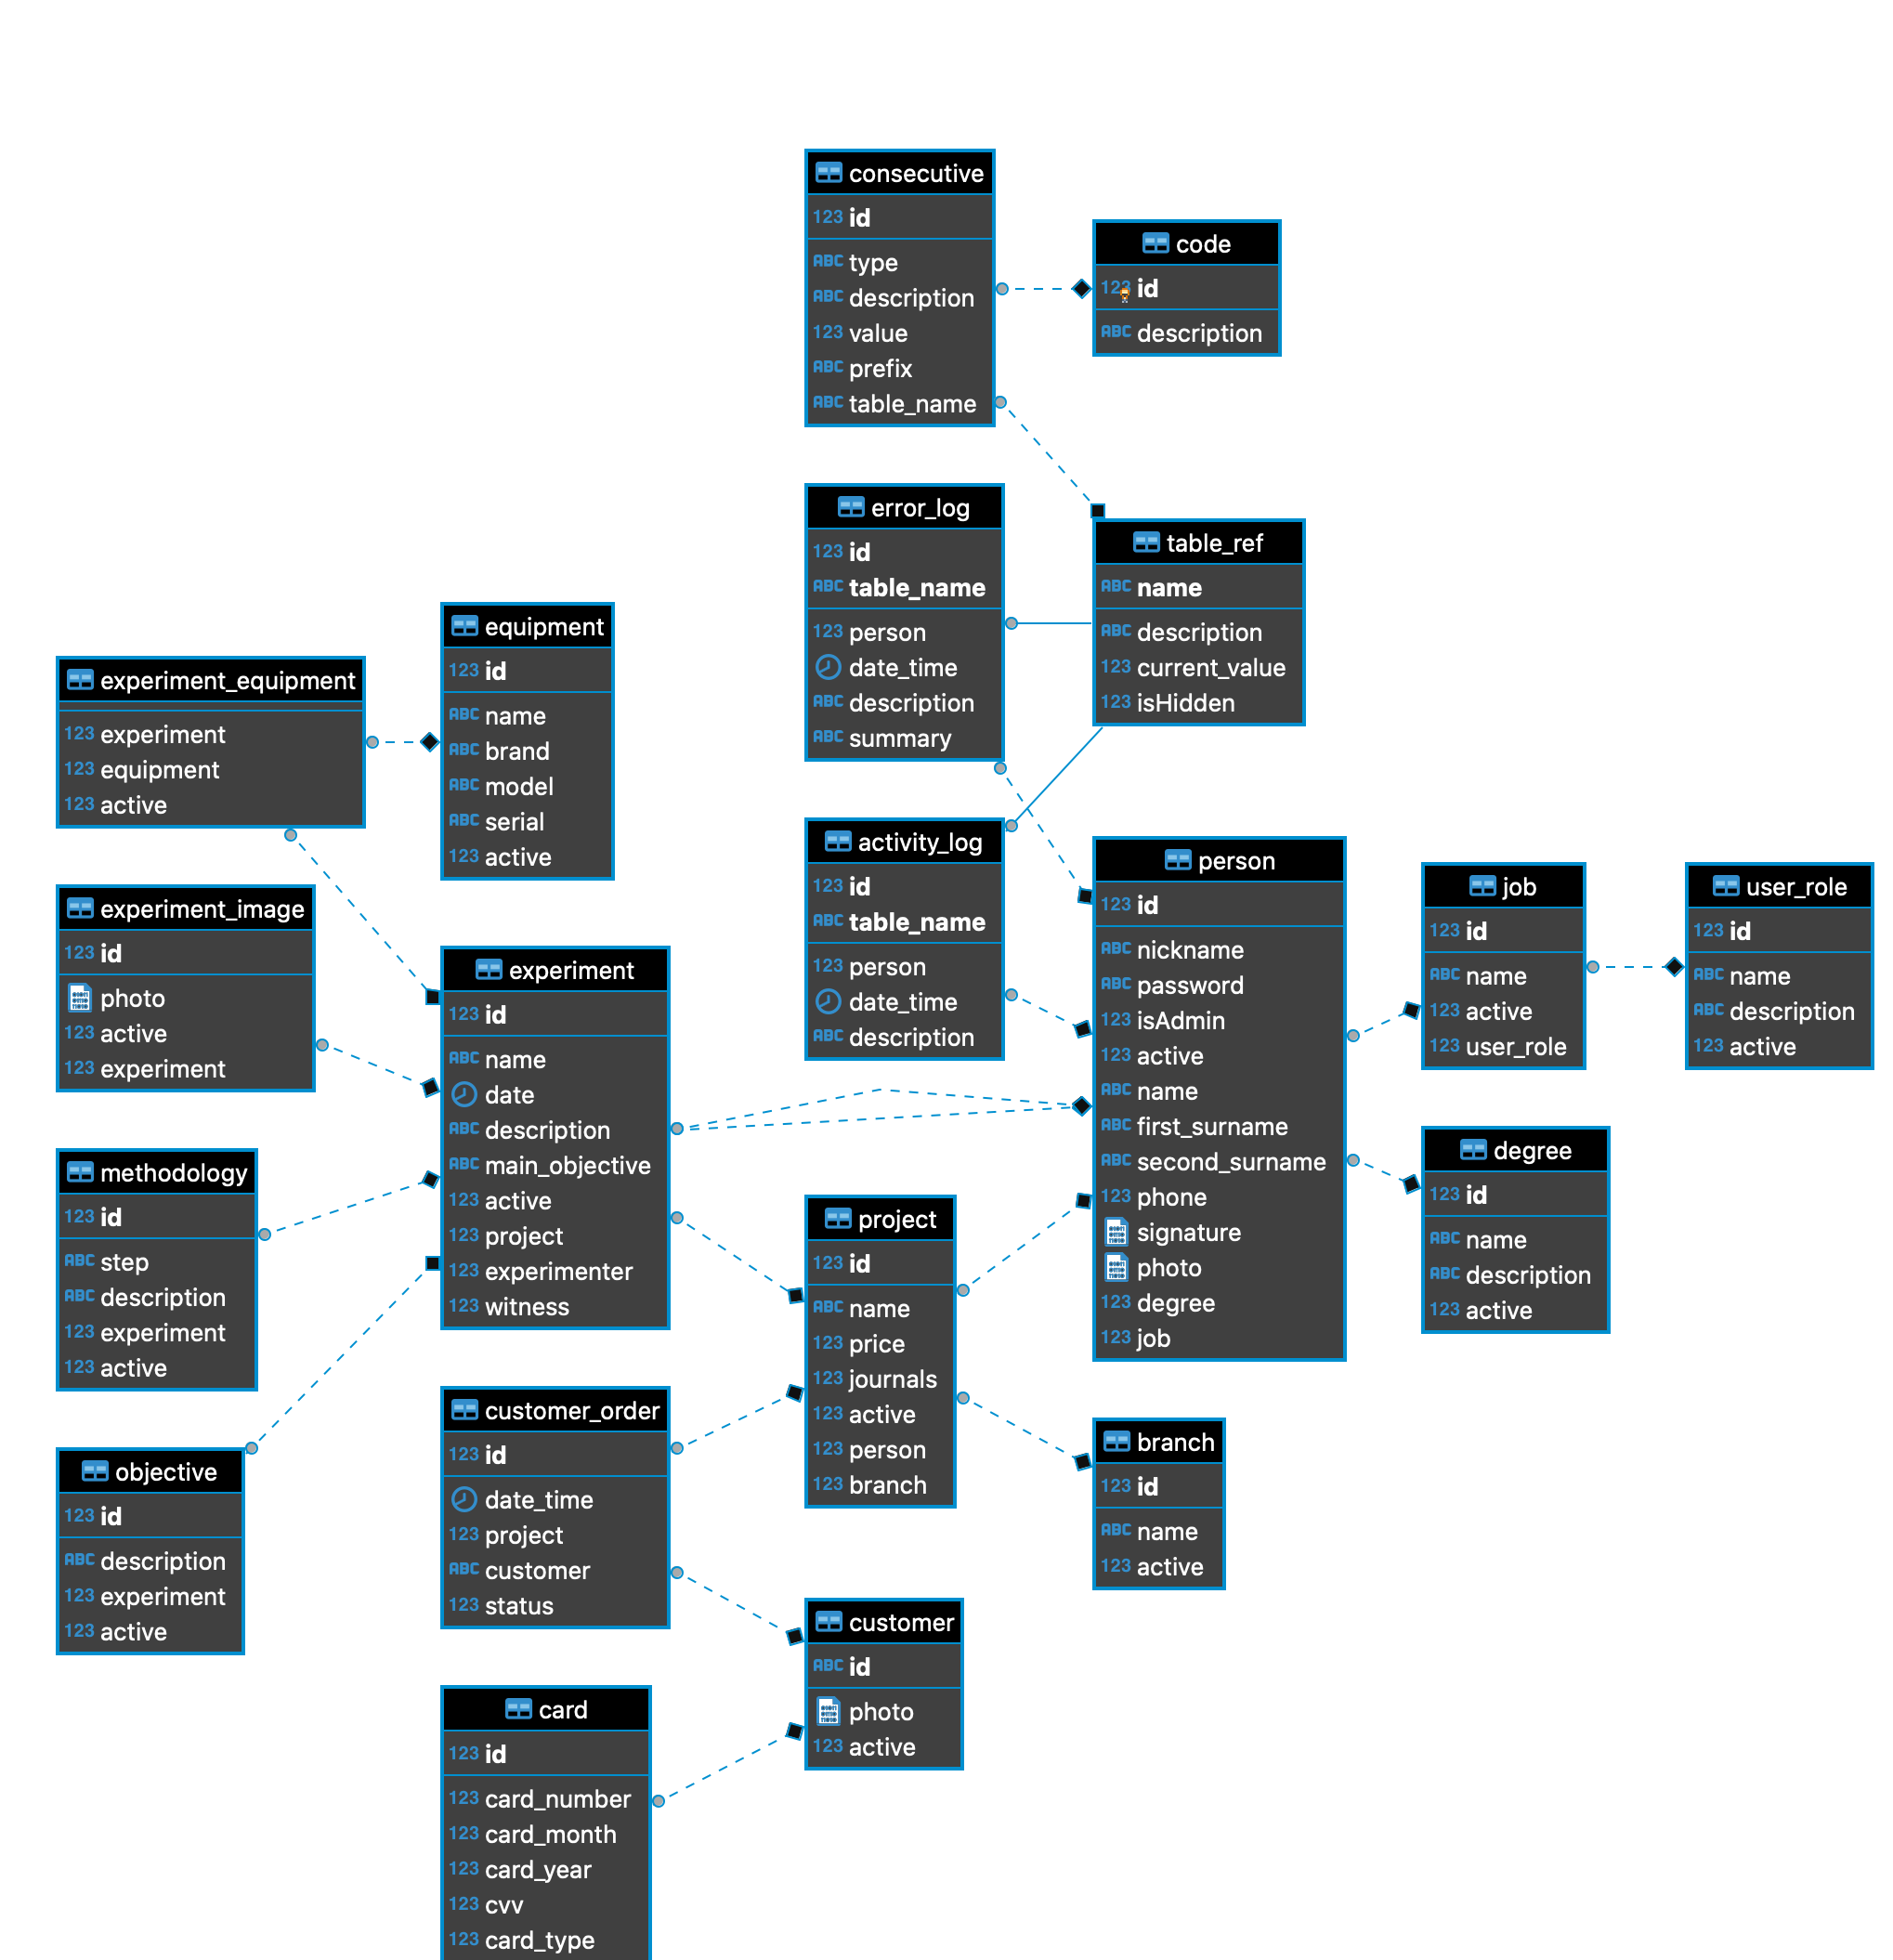 consecutive
123 id
ABC type
ABC description
123 value
ABC prefix
ABC table_name
code
123 id
ABC description
error_log
123 id
ABC table_name
123 person
date_time
ABC description
ABC summary
table_ref
ABC name
ABC description
123 current_value
123 isHidden
equipment
123 id
ABC name
ABC brand
ABC model
ABC serial
123 active
experiment_equipment
123 experiment
123 equipment
123 active
activity_log
123 id
ABC table_name
123 person
date_time
ABC description
person
123 id
ABC nickname
ABC password
123 isAdmin
123 active
ABC name
ABC first_surname
ABC second_surname
123 phone
signature
photo
123 degree
123 job
job
123 id
ABC name
123 active
123 user_role
user_role
123 id
ABC name
ABC description
123 active
experiment_image
123 id
photo
123 active
123 experiment
experiment
123 id
ABC name
date
ABC description
ABC main_objective
123 active
123 project
123 experimenter
123 witness
degree
123 id
ABC name
ABC description
123 active
methodology
123 id
ABC step
ABC description
123 experiment
123 active
project
123 id
ABC name
123 price
123 journals
123 active
123 person
123 branch
customer_order
123 id
date_time
123 project
ABC customer
123 status
branch
123 id
ABC name
123 active
objective
123 id
ABC description
123 experiment
123 active
customer
ABC id
photo
123 active
card
123 id
123 card_number
123 card_month
123 card_year
123 cvv
123 card_type